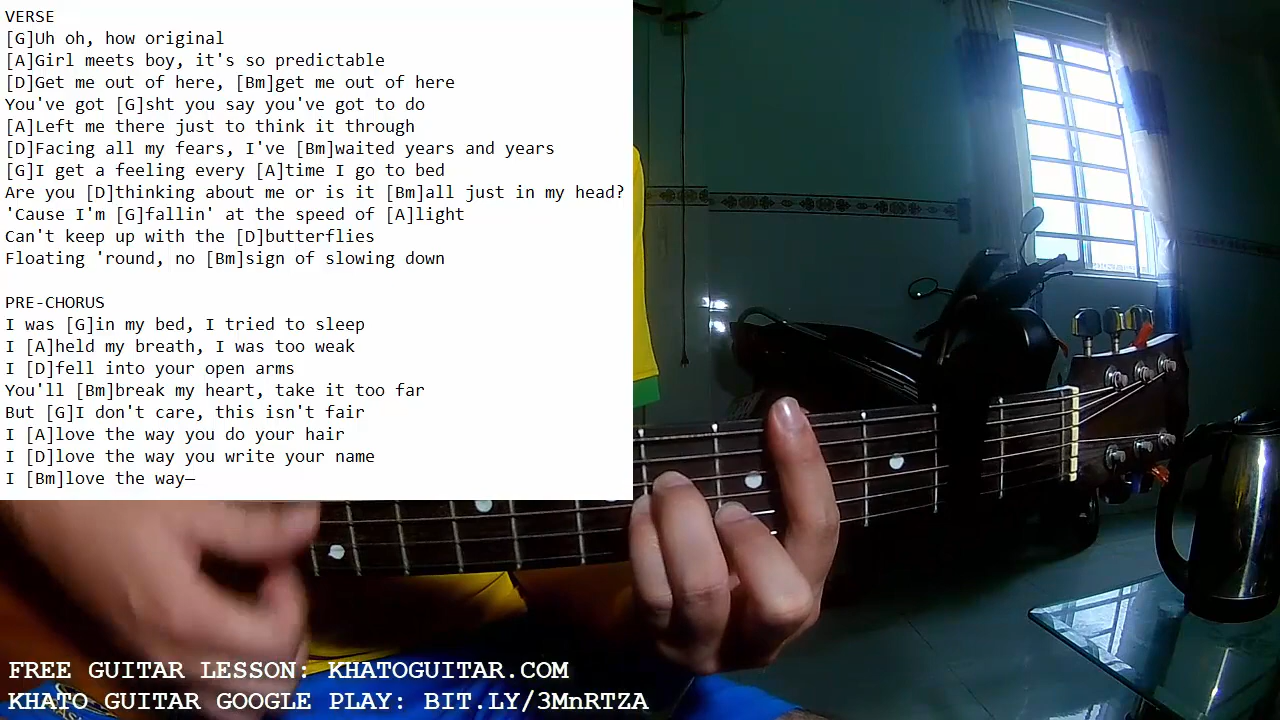 VERSE
[G]Uh oh, how original
[A]Girl meets boy, it's so predictable
[D]Get me out of here, [Bm]get me out of here
You've got [G]sht you say you've got to do
[A]Left me there just to think it through
[D]Facing all my fears, I've [Bm]waited years and years
[G]I get a feeling every [A]time I go to bed
Are you [D]thinking about me or is it [Bm]all just in my head?
'Cause I'm [G]fallin' at the speed of [A]light
Can't keep up with the [D]butterflies
Floating 'round, no [Bm]sign of slowing down
PRE-CHORUS
I was [G]in my bed, I tried to sleep
I [A]held my breath, I was too weak
I [D]fell into your open arms
You'll [Bm]break my heart, take it too far
But [G]I don't care, this isn't fair
I [A]love the way you do your hair
I [D]love the way you write your name
I [Bm]love the way—
FREE GUITAR LESSON: KHATOGUITAR.COM
KHATO GUITAR GOOGLE PLAY: BIT.LY/3MnRTZA